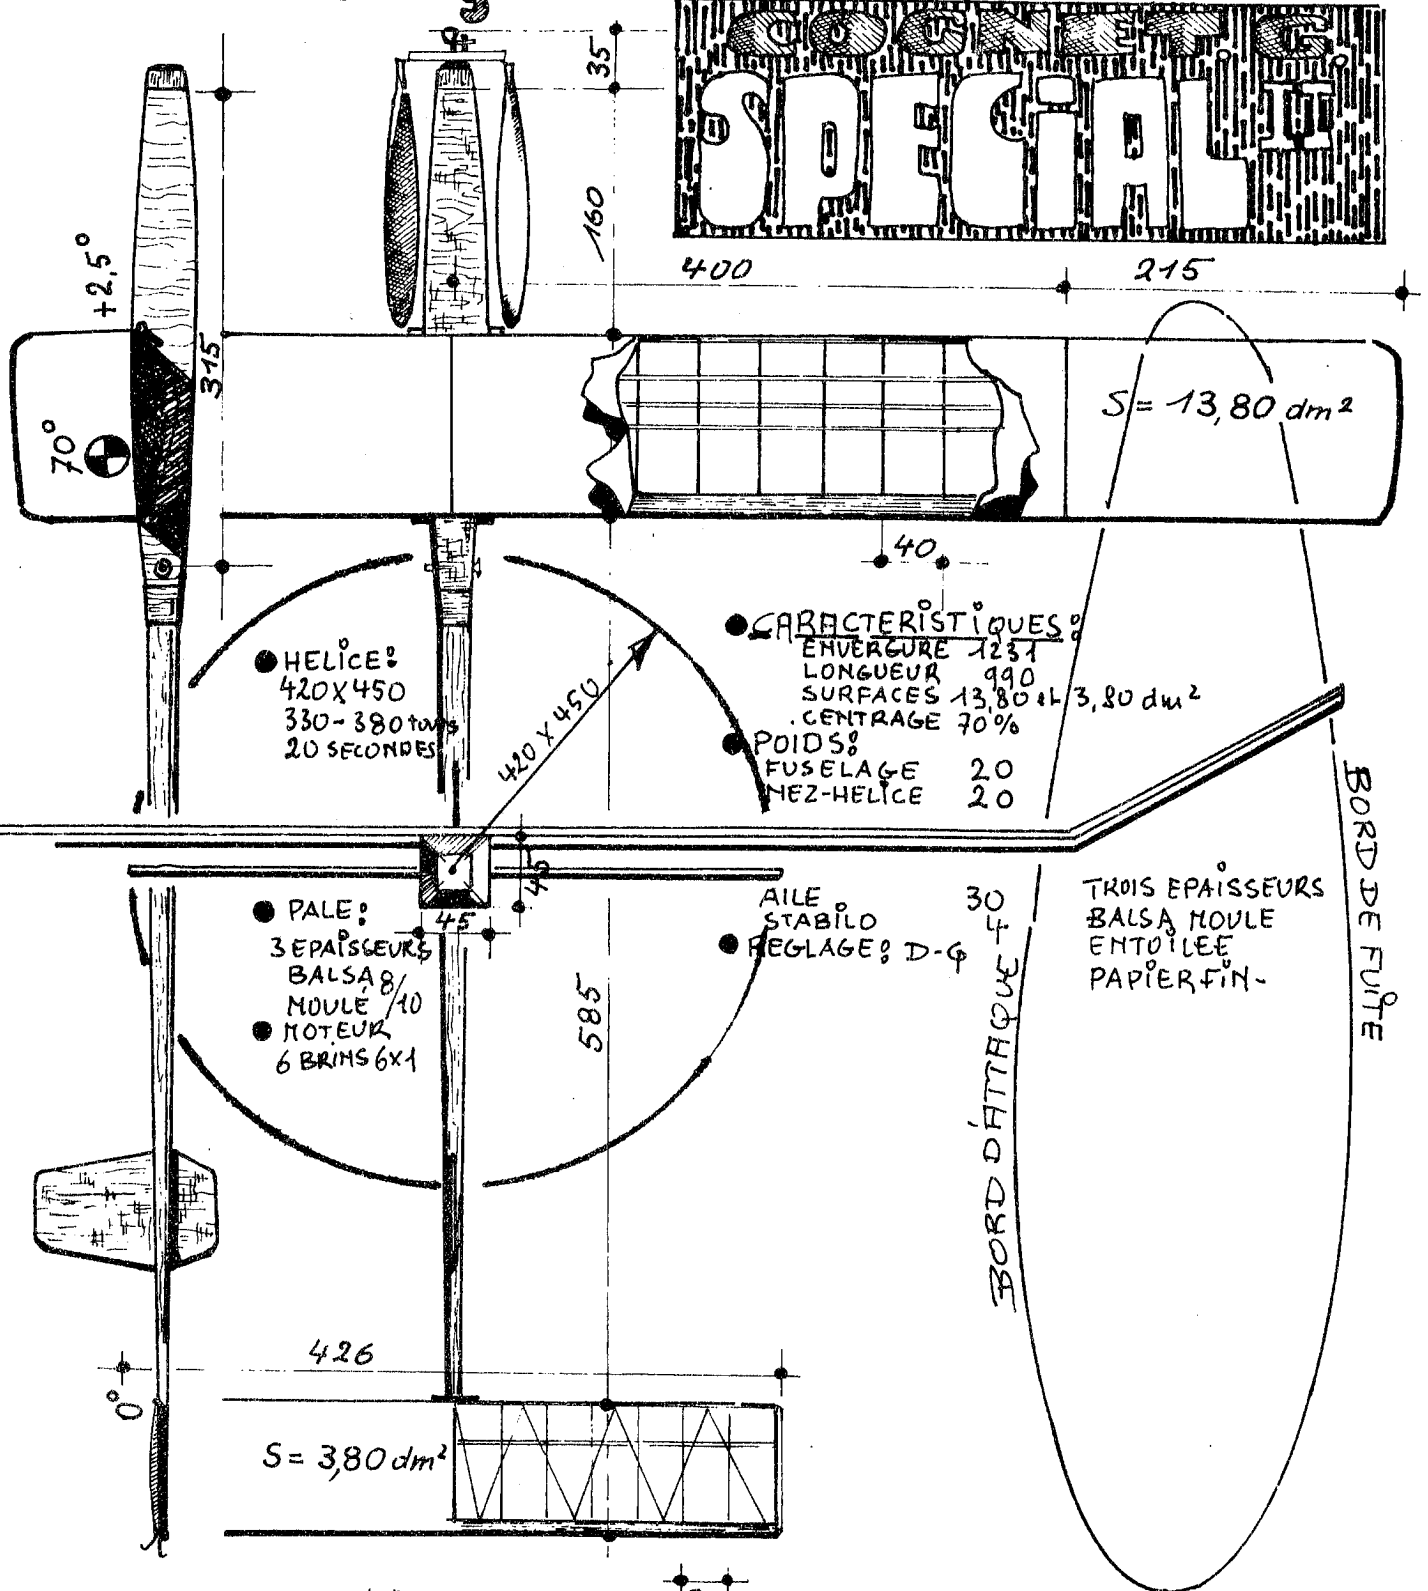 COGNET G.
SPECIAL II
35
160
400
215
+2,5°
315
70°
S = 13,80 dm²
40
● CARACTERISTIQUES:
ENVERGURE 1231
LONGUEUR 990
SURFACES 13,80 et 3,80 dm²
.CENTRAGE 70%
● POIDS:
FUSELAGE 20
NEZ-HELICE 20
AILE 30
STABILO 4
● REGLAGE: D-G
● HELICE:
420X450
330-380 tours
20 SECONDES
420 X 450
45
45
● PALE:
3 EPAISSEURS
BALSA 8/10
MOULÉ
● MOTEUR
6 BRINS 6X1
585
TROIS EPAISSEURS
BALSA MOULE
ENTOILEE
PAPIER FIN-
BORD D'ATTAQUE
BORD DE FUITE
426
0°
S = 3,80 dm²